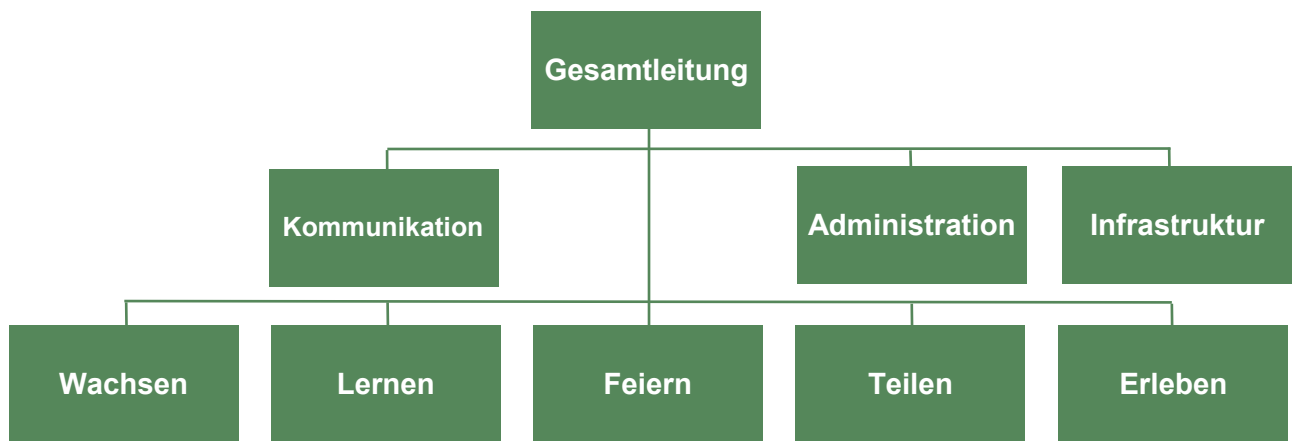 Gesamtleitung
Kommunikation
Administration
Infrastruktur
Wachsen
Lernen
Feiern
Teilen
Erleben